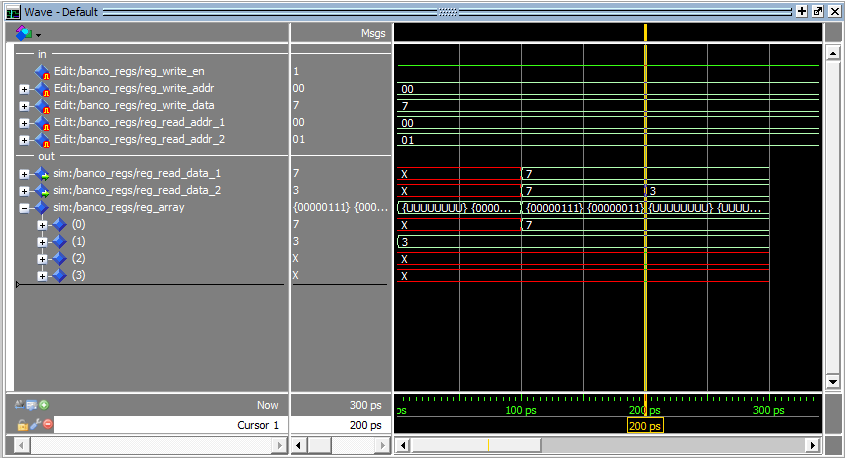 Wave - Default
Msgs
in
Edit:/banco_regs/reg_write_en 1
Edit:/banco_regs/reg_write_addr 00 00
Edit:/banco_regs/reg_write_data 7 7
Edit:/banco_regs/reg_read_addr_1 00 00
Edit:/banco_regs/reg_read_addr_2 01 01
out
sim:/banco_regs/reg_read_data_1 7 X 7
sim:/banco_regs/reg_read_data_2 3 X 7 3
sim:/banco_regs/reg_array {00000111} {000... {UUUUUUUU} {0000... {00000111} {00000011} {UUUUUUUU} {UUUU...
(0) 7 X 7
(1) 3 3
(2) X X
(3) X X
Now 300 ps ps 100 ps 200 ps 300 ps
Cursor 1 200 ps 200 ps